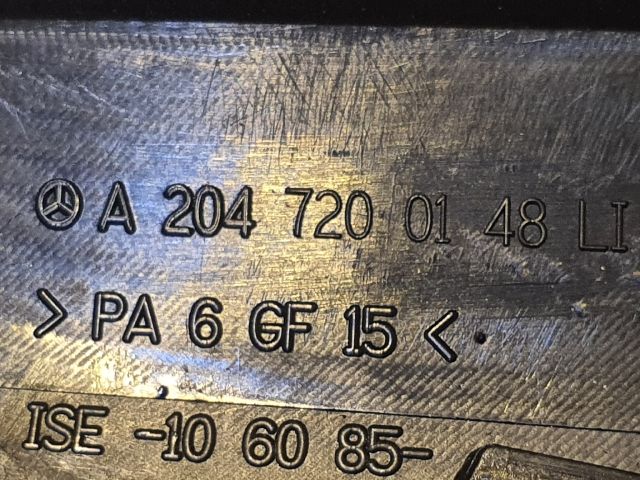 A 204 720 01 48 LI
> PA 6 GF 15 <
ISE -10 60 85-